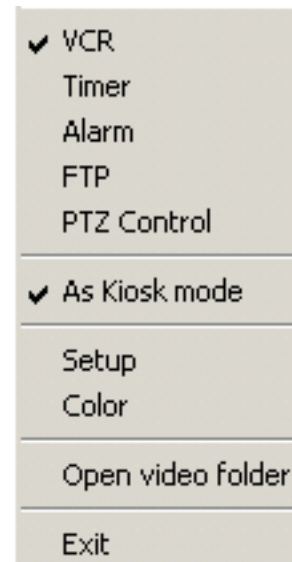 VCR
Timer
Alarm
FTP
PTZ Control
As Kiosk mode
Setup
Color
Open video folder
Exit